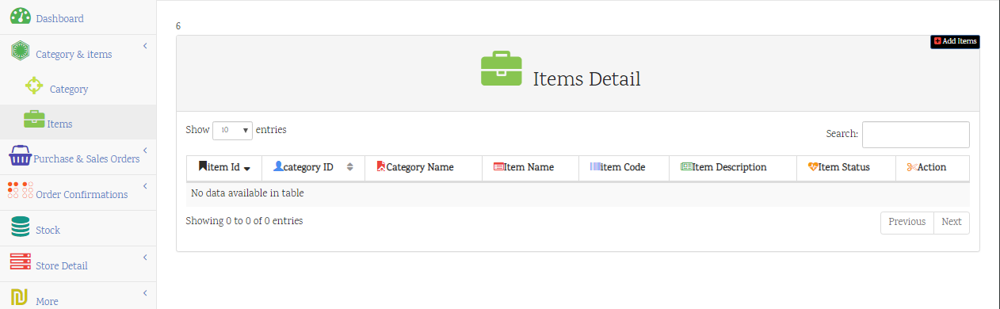 Dashboard
Category & items
Category
Items
Purchase & Sales Orders
Order Confirmations
Stock
Store Detail
More
6
Add Items
Items Detail
Show 10 entries
Search:
item Id category ID Category Name Item Name item Code Item Description Item Status Action
No data available in table
Showing 0 to 0 of 0 entries
Previous Next